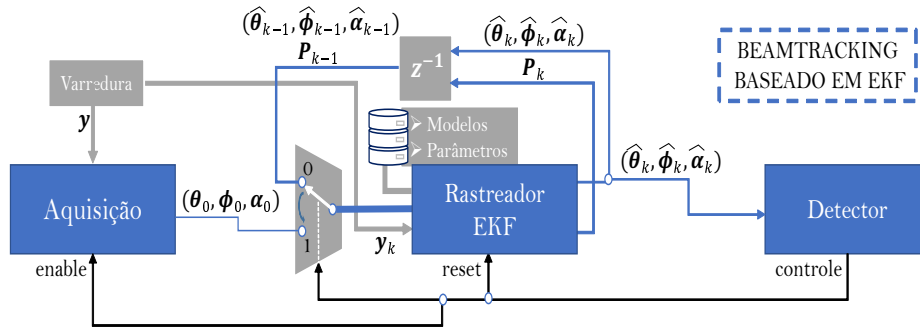 (θ̂ₖ₋₁, ϕ̂ₖ₋₁, α̂ₖ₋₁)
Pₖ₋₁
z⁻¹
(θ̂ₖ, ϕ̂ₖ, α̂ₖ)
Pₖ
BEAMTRACKING
BASEADO EM EKF
Varredura
y
➢ Modelos
➢ Parâmetros
Aquisição
(θ₀, ϕ₀, α₀)
0
1
yₖ
Rastreador
EKF
(θ̂ₖ, ϕ̂ₖ, α̂ₖ)
Detector
enable
reset
controle